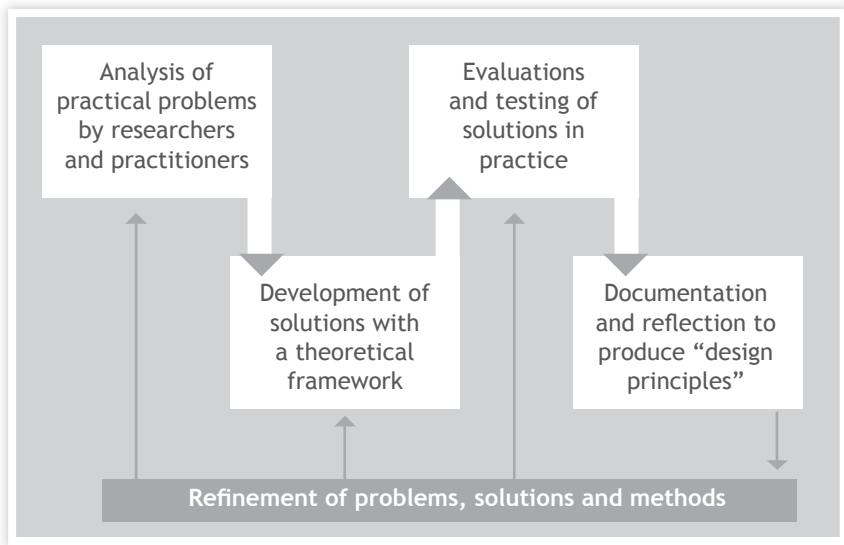 Analysis of
practical problems
by researchers
and practitioners
Development of
solutions with
a theoretical
framework
Evaluations
and testing of
solutions in
practice
Documentation
and reflection to
produce “design
principles”
Refinement of problems, solutions and methods